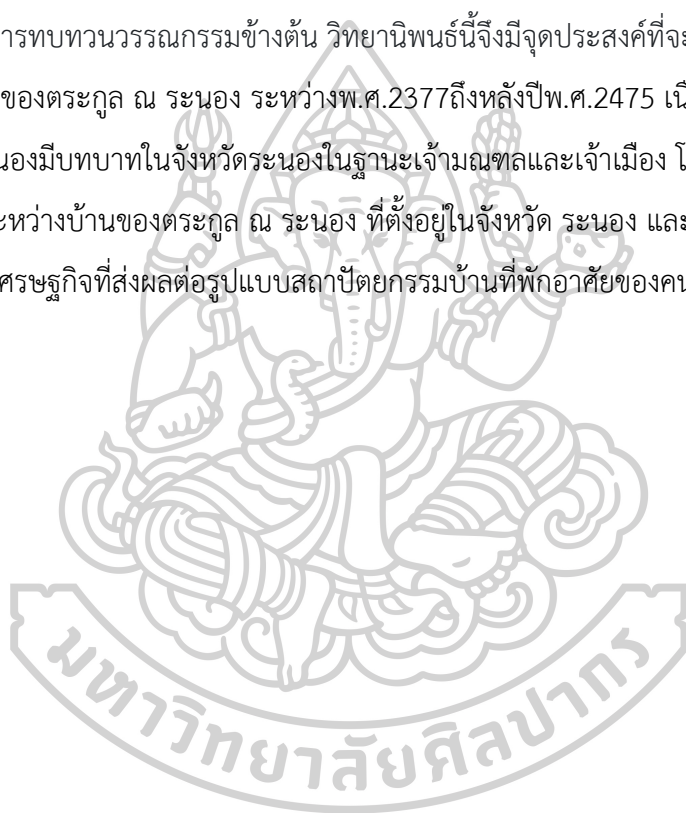 ารทบทวนวรรณกรรมข้างต้น วิทยานิพนธ์นี้จึงมีจุดประสงค์ที่จะ
ของตระกูล ณ ระนอง ระหว่างพ.ศ.2377ถึงหลังปีพ.ศ.2475 เนื
นองมีบทบาทในจังหวัดระนองในฐานะเจ้ามณฑลและเจ้าเมือง โ
ะหว่างบ้านของตระกูล ณ ระนอง ที่ตั้งอยู่ในจังหวัด ระนอง และ
ศรษฐกิจที่ส่งผลต่อรูปแบบสถาปัตยกรรมบ้านที่พักอาศัยของคน
มหาวิทยาลัยศิลปากร